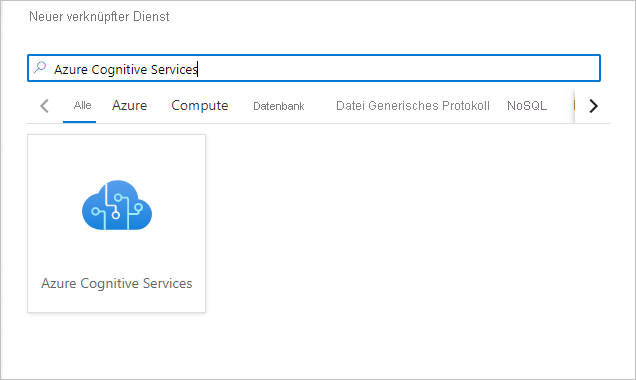 Neuer verknüpfter Dienst
Azure Cognitive Services
Alle Azure Compute Datenbank Datei Generisches Protokoll NoSQL
Azure Cognitive Services